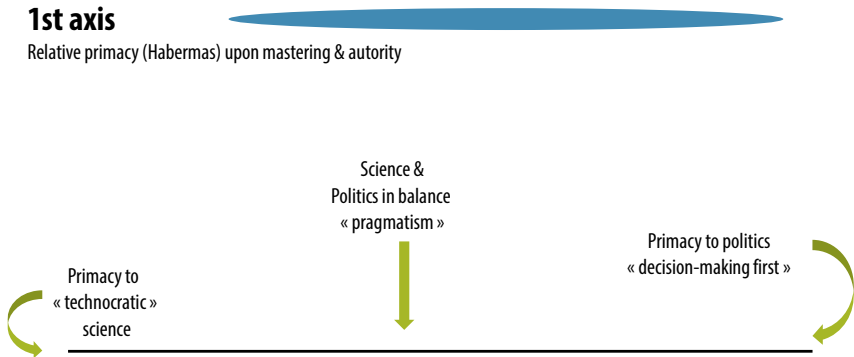 1st axis
Relative primacy (Habermas) upon mastering & autority
Science &
Politics in balance
« pragmatism »
Primacy to politics
« decision-making first »
Primacy to
« technocratic »
science